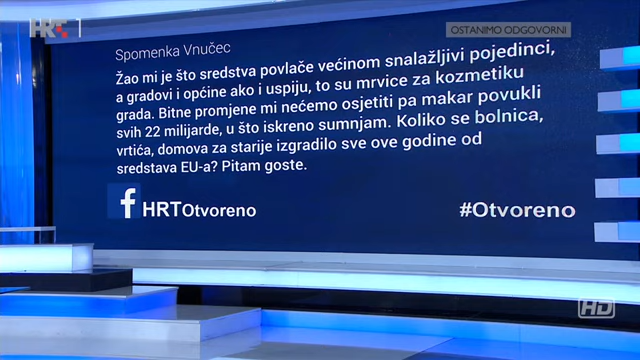 HRT 1
OSTANIMO ODGOVORNI
Spomenka Vnučec
Žao mi je što sredstva povlače većinom snalažljivi pojedinci,
a gradovi i općine ako i uspiju, to su mrvice za kozmetiku
grada. Bitne promjene mi nećemo osjetiti pa makar povukli
svih 22 milijarde, u što iskreno sumnjam. Koliko se bolnica,
vrtića, domova za starije izgradilo sve ove godine od
sredstava EU-a? Pitam goste.
f HRTOtvoreno
#Otvoreno
HD